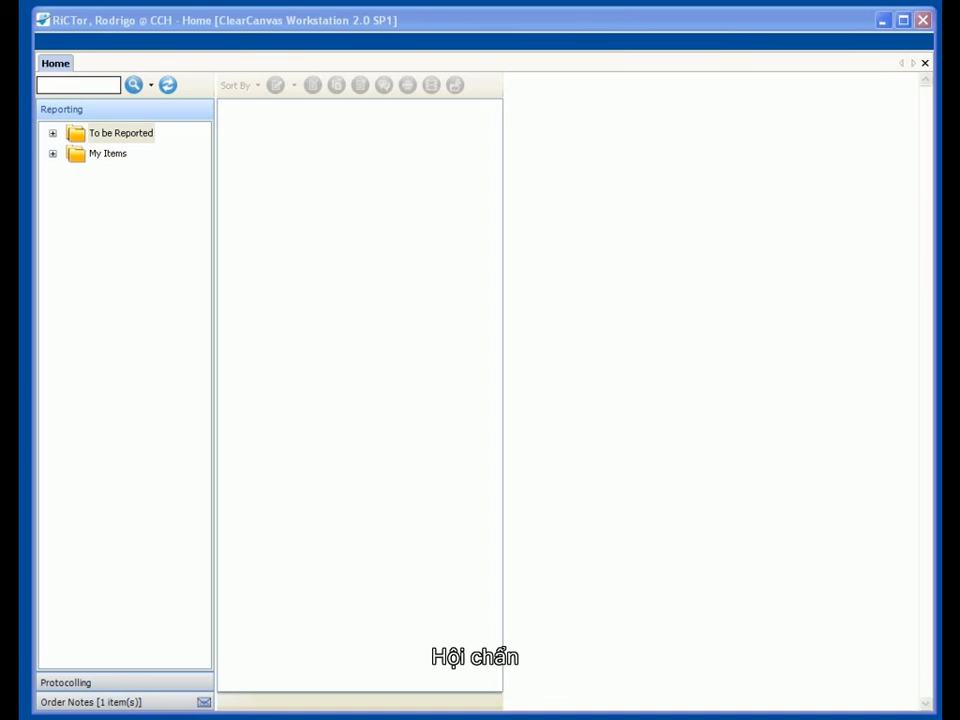 RiCTor, Rodrigo @ CCH - Home [ClearCanvas Workstation 2.0 SP1]
Home
Sort By
Reporting
To be Reported
My Items
Hội chẩn
Protocolling
Order Notes [1 item(s)]